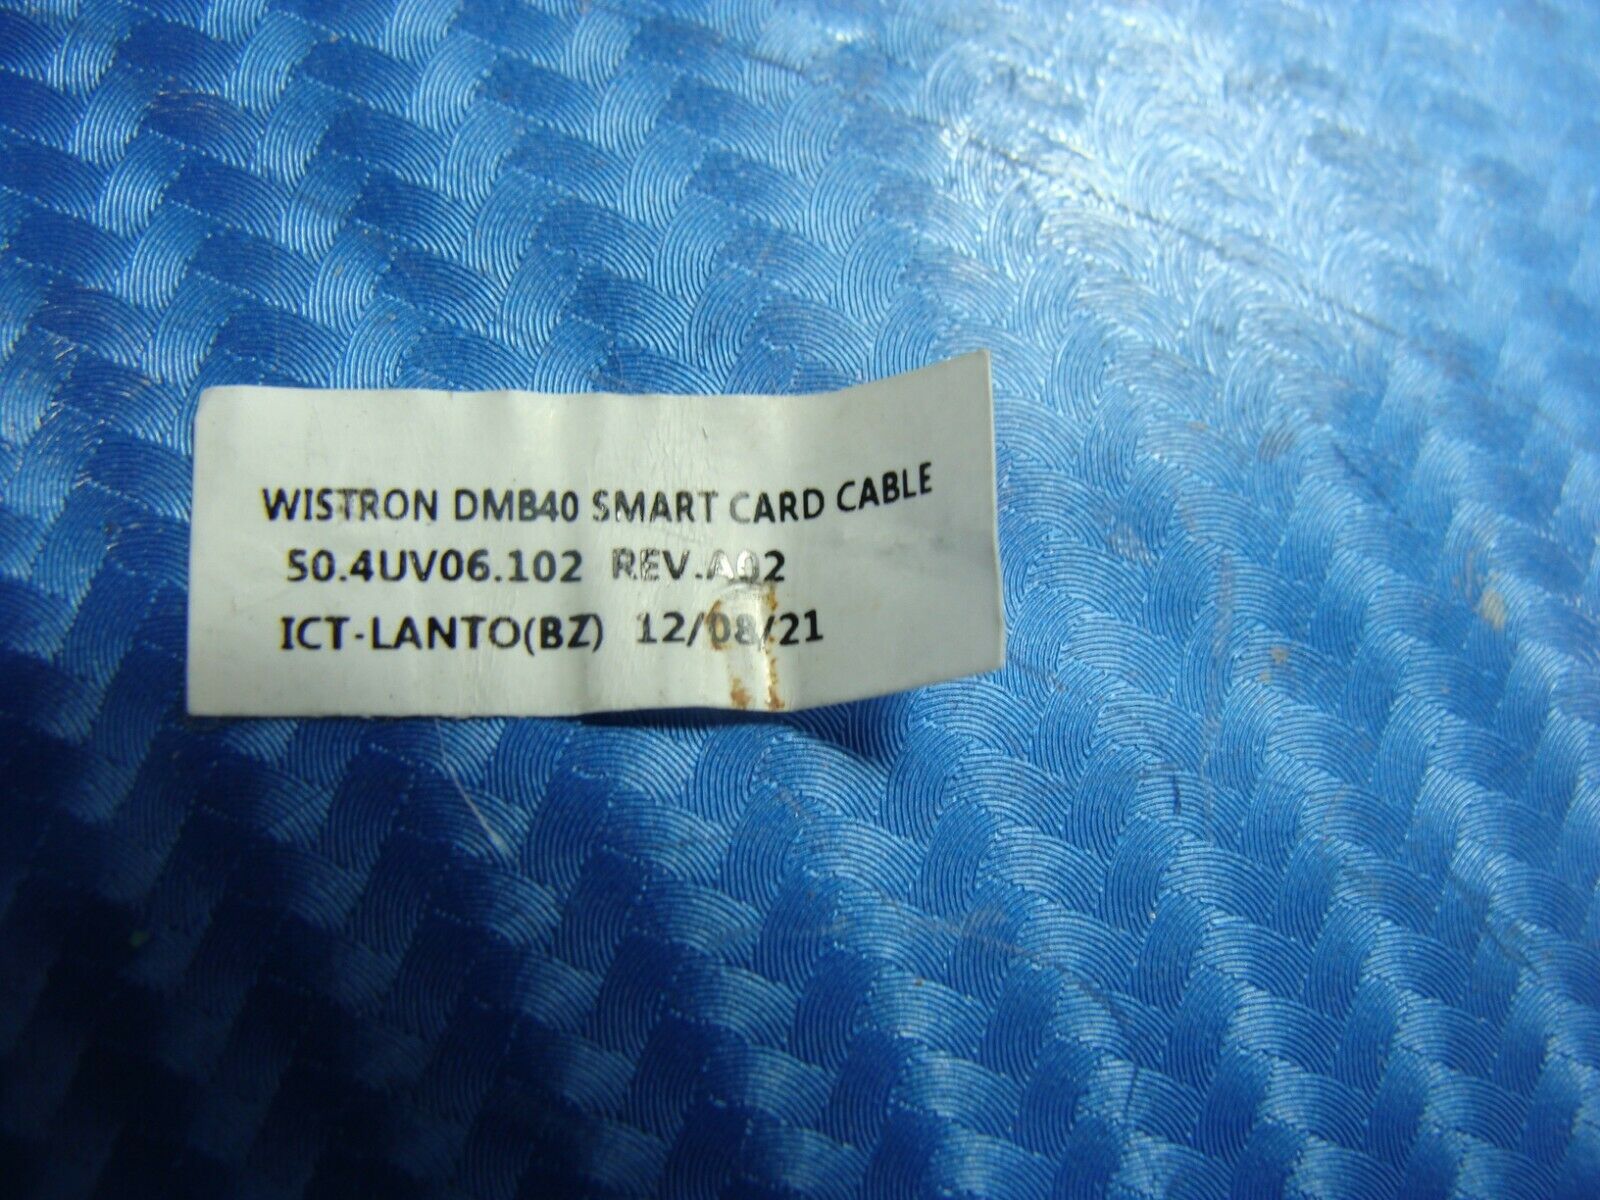 WISTRON DMB40 SMART CARD CABLE
50.4UV06.102 REV.A02
ICT-LANTO(BZ) 12/08/21